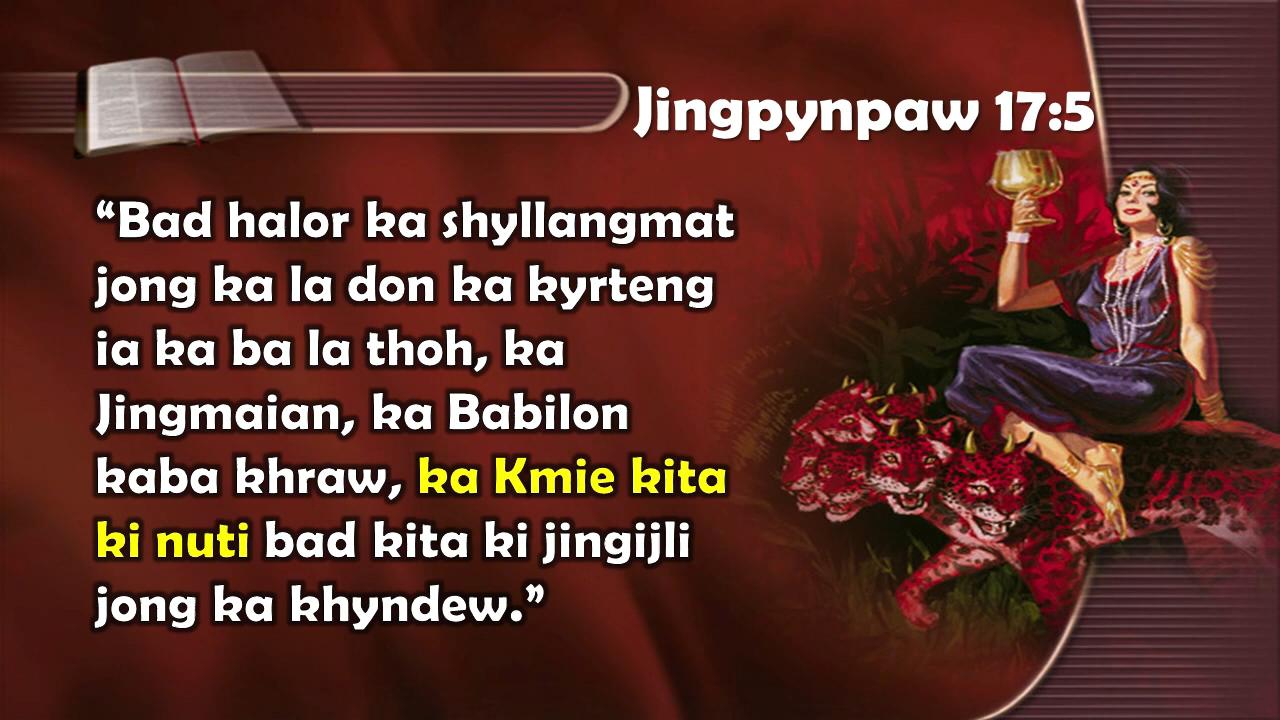 Jingpynpaw 17:5
“Bad halor ka shyllangmat
jong ka la don ka kyrteng
ia ka ba la thoh, ka
Jingmaian, ka Babilon
kaba khraw, ka Kmie kita
ki nuti bad kita ki jingijli
jong ka khyndew.”